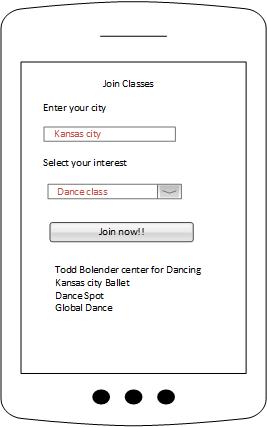 Join Classes
Enter your city
Kansas city
Select your interest
Dance class
Join now!!
Todd Bolender center for Dancing
Kansas city Ballet
Dance Spot
Global Dance